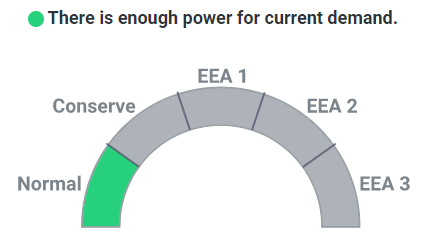 There is enough power for current demand.
EEA 1
Conserve
EEA 2
Normal
EEA 3